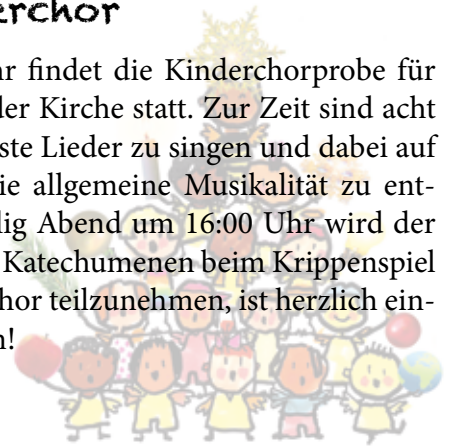 erchor
hr findet die Kinderchorprobe für
der Kirche statt. Zur Zeit sind acht
ste Lieder zu singen und dabei auf
ie allgemeine Musikalität zu ent-
lig Abend um 16:00 Uhr wird der
Katechumenen beim Krippenspiel
hor teilzunehmen, ist herzlich ein-
n!